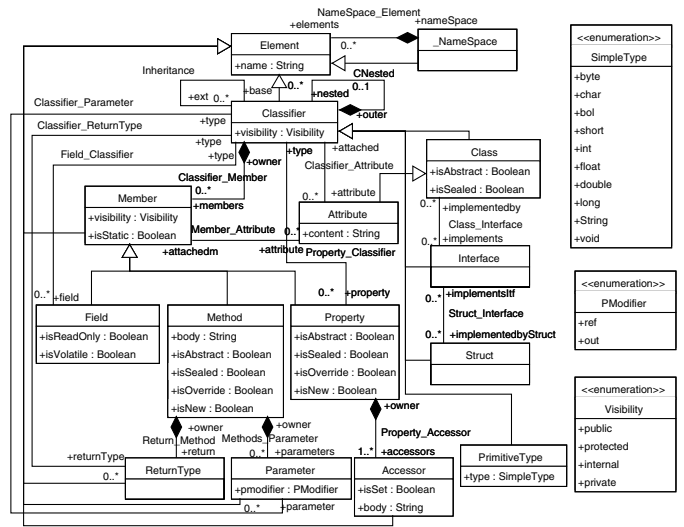 NameSpace_Element
+elements
+nameSpace
Element
+name : String
0..*
_NameSpace
<<enumeration>>
SimpleType
+byte
+char
+bol
+short
+int
+float
+double
+long
+String
+void
Inheritance
+ext
0..*
+base
0..*
+nested
CNested
0..1
+outer
Classifier_Parameter
Classifier
+visibility : Visibility
+type
Classifier_ReturnType
+type
+type
Field_Classifier
+owner
+type
+attached
Classifier_Attribute
Class
+isAbstract : Boolean
+isSealed : Boolean
Classifier_Member
0..*
+members
Member
+visibility : Visibility
+isStatic : Boolean
0..*
+attribute
Attribute
+content : String
0..*
+implementedby
Class_Interface
+implements
0..*
Member_Attribute
0..*
+attachedm
+attribute
Property_Classifier
Interface
<<enumeration>>
PModifier
+ref
+out
0..*
+field
0..*
+property
0..*
+implementsItf
Struct_Interface
0..*
+implementedbyStruct
Field
+isReadOnly : Boolean
+isVolatile : Boolean
Method
+body : String
+isAbstract : Boolean
+isSealed : Boolean
+isOverride : Boolean
+isNew : Boolean
Property
+isAbstract : Boolean
+isSealed : Boolean
+isOverride : Boolean
+isNew : Boolean
Struct
<<enumeration>>
Visibility
+public
+protected
+internal
+private
+owner
Return_Method
+return
+owner
Methods_Parameter
0..*
+parameters
+owner
Property_Accessor
1..*
+accessors
+returnType
0..*
ReturnType
Parameter
+pmodifier : PModifier
0..*
+parameter
Accessor
+isSet : Boolean
+body : String
PrimitiveType
+type : SimpleType